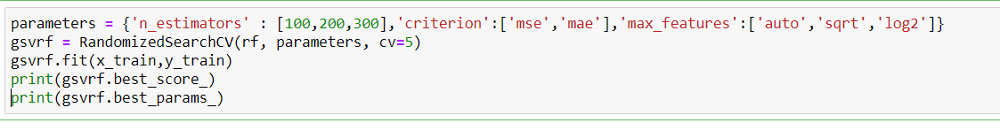 parameters = {'n_estimators' : [100,200,300],'criterion':['mse','mae'],'max_features':['auto','sqrt','log2']}
gsvrf = RandomizedSearchCV(rf, parameters, cv=5)
gsvrf.fit(x_train,y_train)
print(gsvrf.best_score_)
print(gsvrf.best_params_)